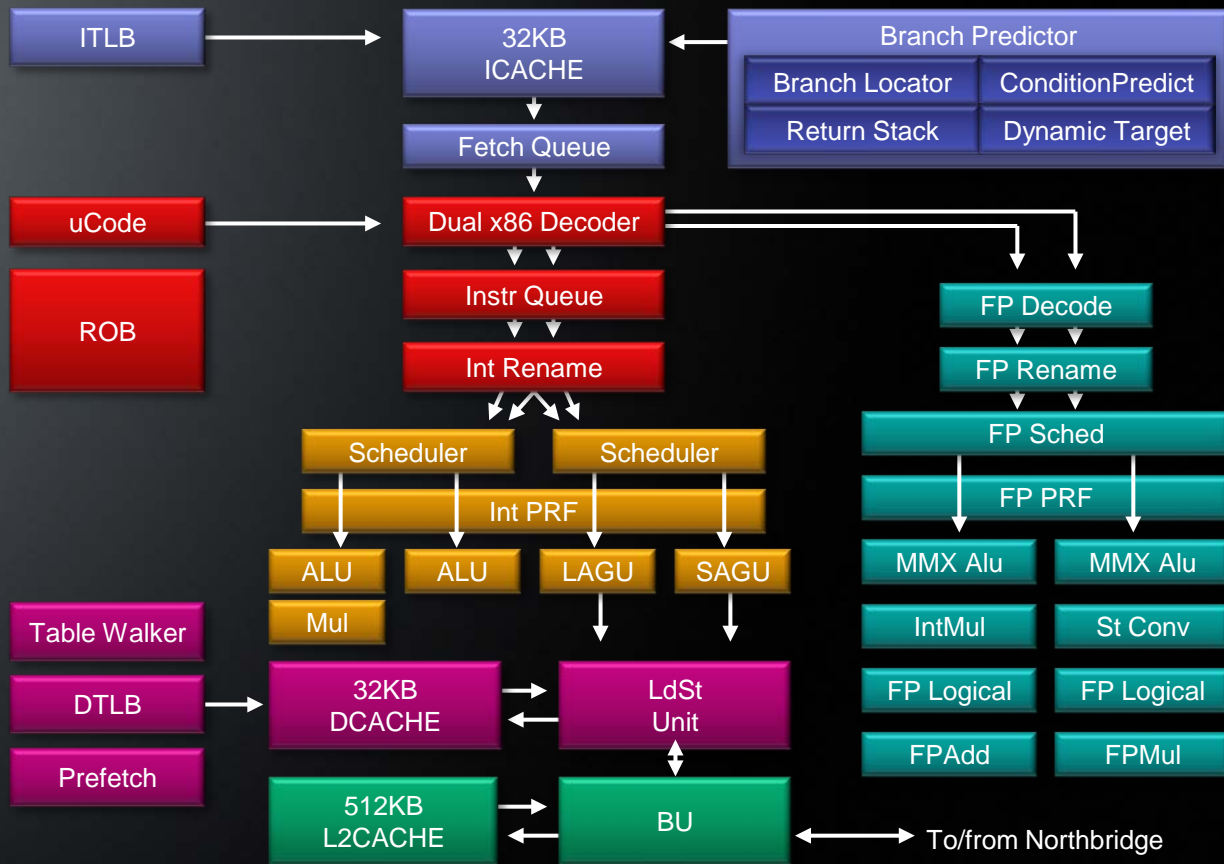 ITLB
32KB
ICACHE
Branch Predictor
Branch Locator
ConditionPredict
Return Stack
Dynamic Target
Fetch Queue
uCode
Dual x86 Decoder
Instr Queue
ROB
FP Decode
Int Rename
FP Rename
Scheduler
Scheduler
FP Sched
Int PRF
FP PRF
ALU
ALU
LAGU
SAGU
MMX Alu
MMX Alu
Mul
Table Walker
IntMul
St Conv
32KB
DCACHE
LdSt
Unit
DTLB
FP Logical
FP Logical
Prefetch
FPAdd
FPMul
512KB
L2CACHE
BU
To/from Northbridge